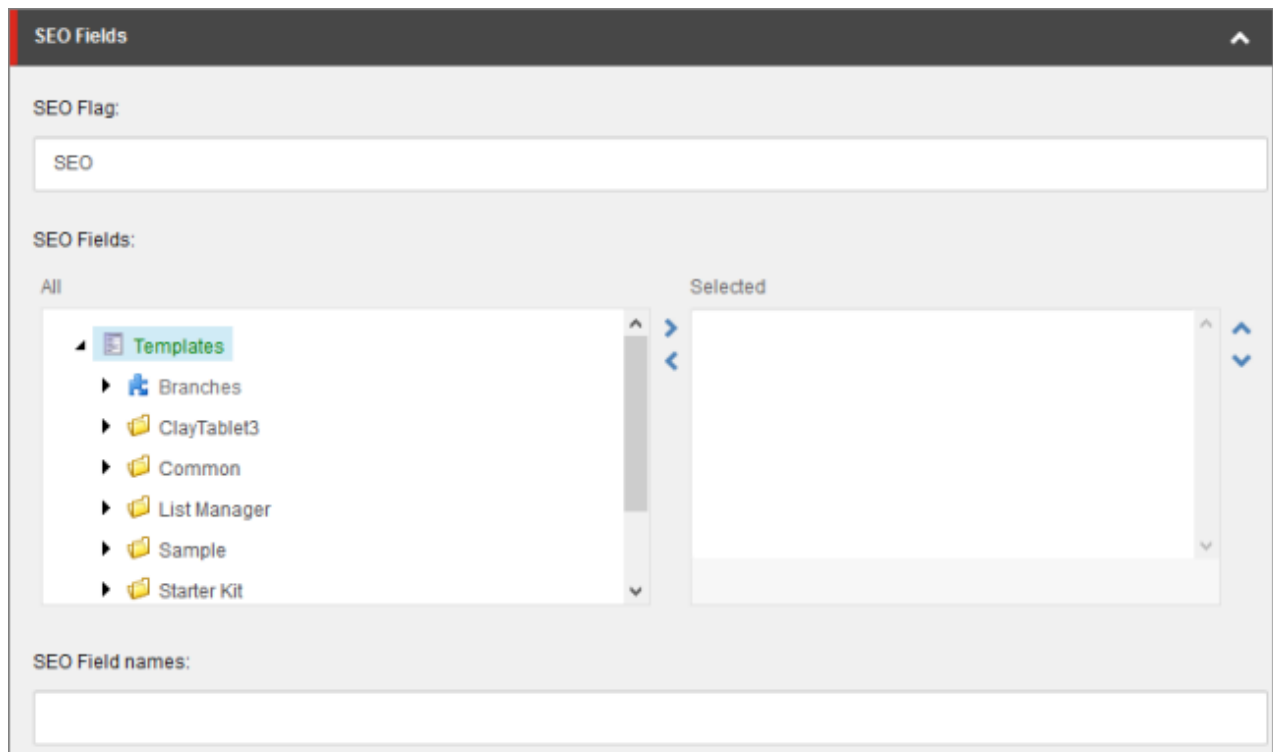 SEO Fields
SEO Flag:
SEO
SEO Fields:
All
Selected
Templates
Branches
ClayTablet3
Common
List Manager
Sample
Starter Kit
SEO Field names: